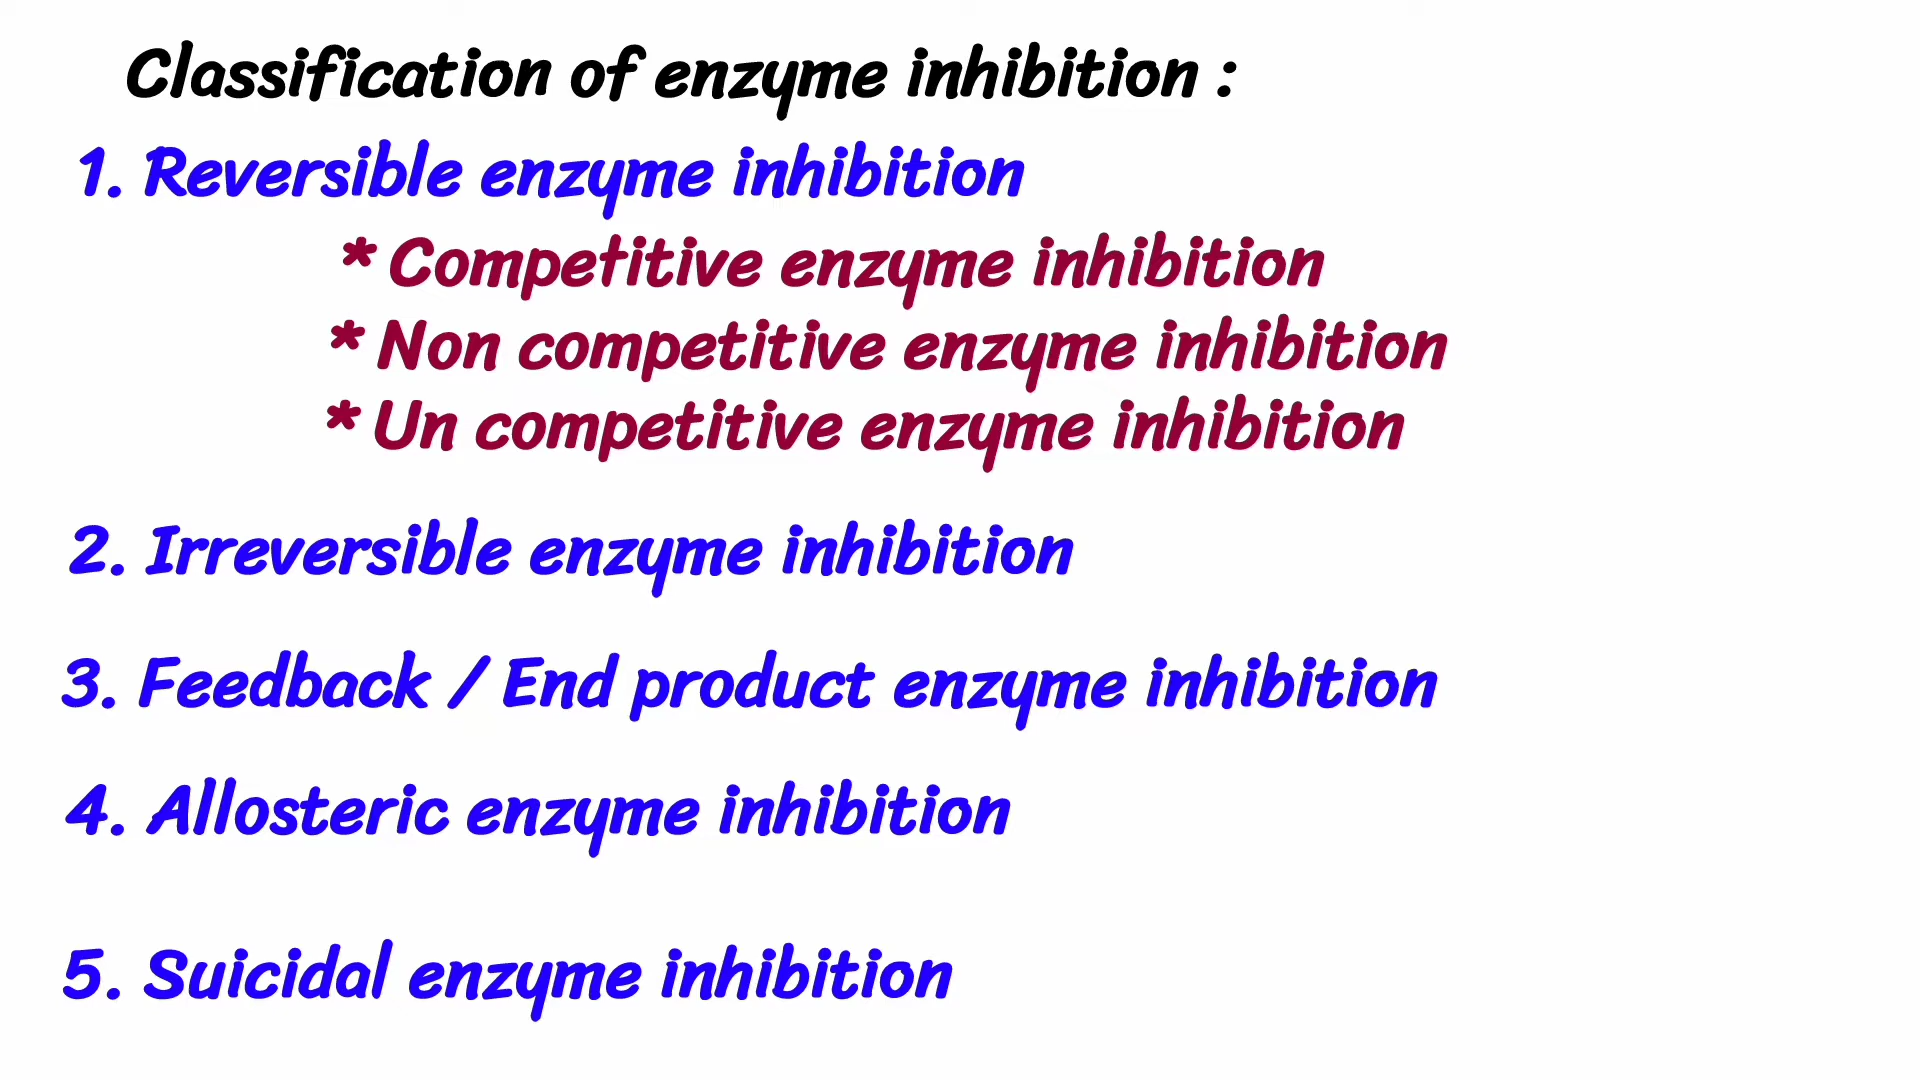 Classification of enzyme inhibition :
1. Reversible enzyme inhibition
* Competitive enzyme inhibition
* Non competitive enzyme inhibition
* Un competitive enzyme inhibition
2. Irreversible enzyme inhibition
3. Feedback / End product enzyme inhibition
4. Allosteric enzyme inhibition
5. Suicidal enzyme inhibition